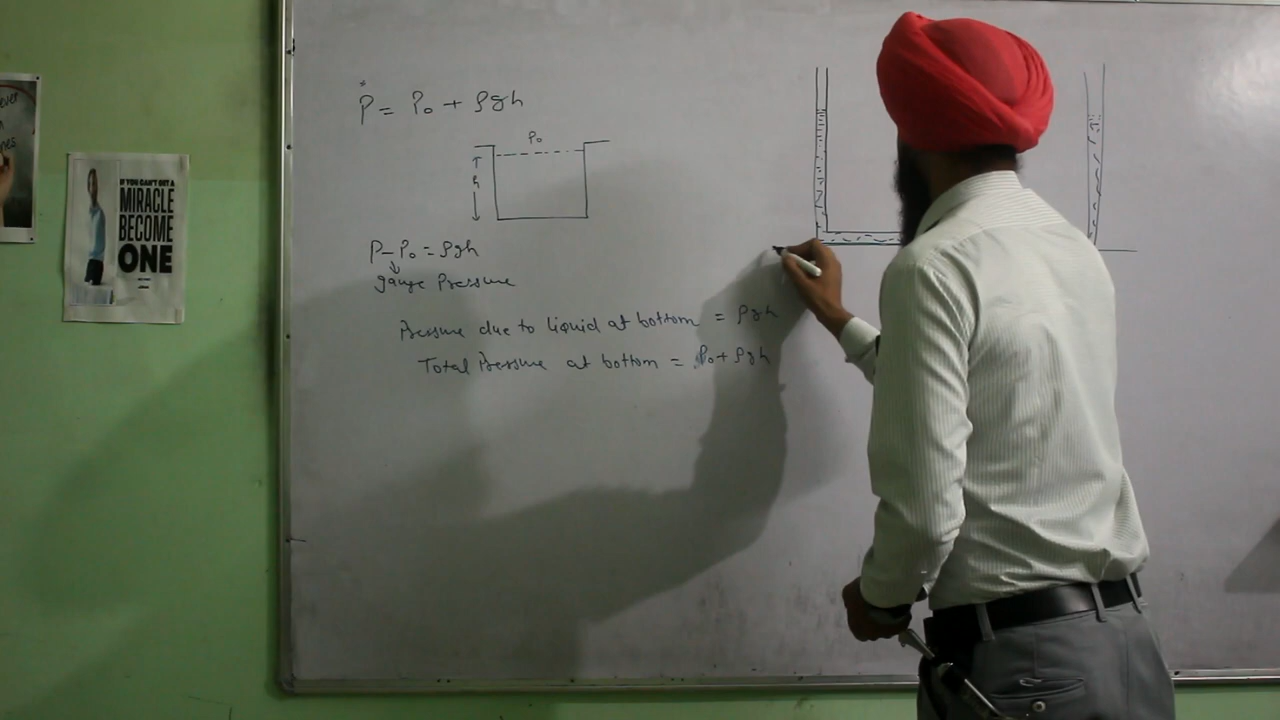 P = P₀ + ρgh
P₀
h
P - P₀ = ρgh
gauge Pressure
Pressure due to liquid at bottom = ρgh
Total Pressure at bottom = P₀ + ρgh
ever
IF YOU CAN'T GET A
MIRACLE
BECOME
ONE